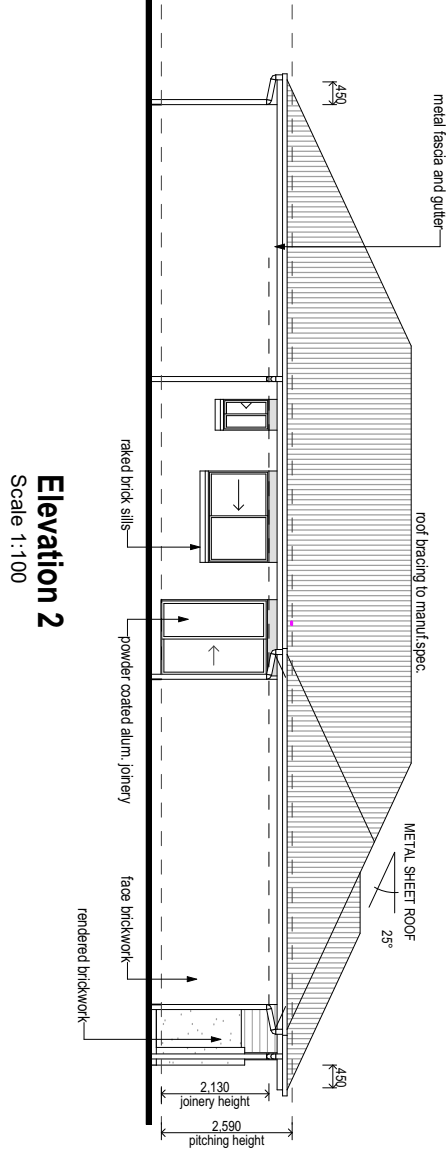 450
metal fascia and gutter
roof bracing to manuf.spec.
METAL SHEET ROOF
25°
450
raked brick sills
powder coated alum. joinery
face brickwork
rendered brickwork
2,130
joinery height
2,590
pitching height
Elevation 2
Scale 1:100